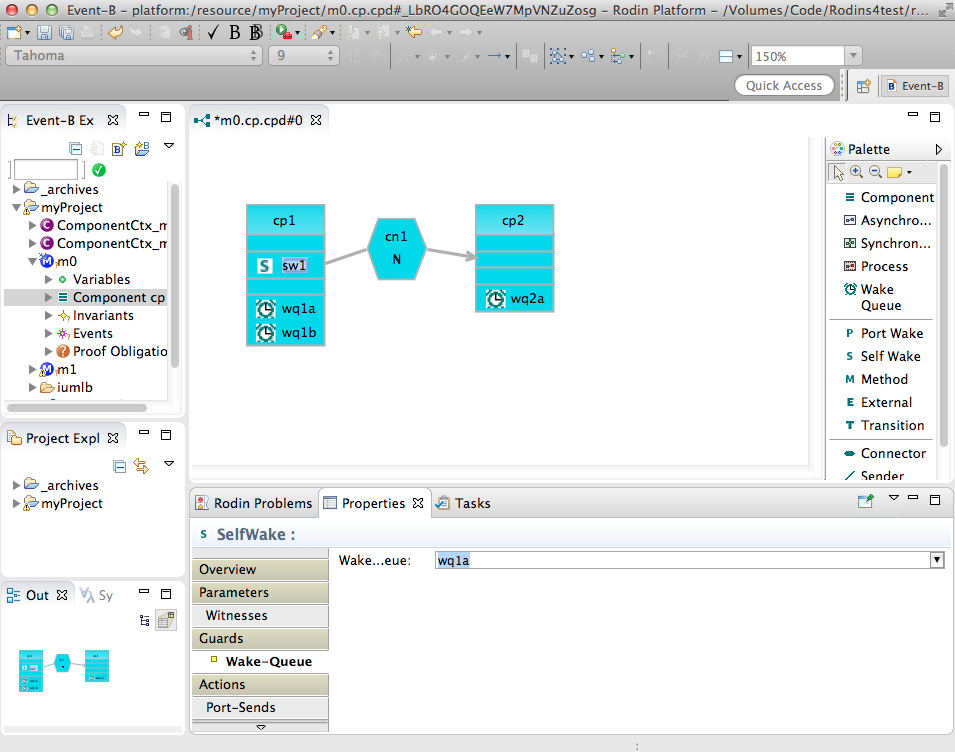 Event-B – platform:/resource/myProject/m0.cp.cpd#_LbRO4GOQEeW7MpVNZuZosg – Rodin Platform – /Volumes/Code/Rodins4test/r...
Tahoma
9
150%
Quick Access
Event-B
Event-B Ex
_archives
myProject
ComponentCtx_m
ComponentCtx_m
m0
Variables
Component cp
Invariants
Events
Proof Obligatio
m1
iumlb
*m0.cp.cpd#0
cp1
S sw1
wq1a
wq1b
cn1
N
cp2
wq2a
Palette
Component
Asynchro...
Synchron...
Process
Wake
Queue
P Port Wake
S Self Wake
M Method
E External
T Transition
Connector
Sender
Project Expl
_archives
myProject
Out
Sy
Rodin Problems
Properties
Tasks
S SelfWake :
Overview
Parameters
Witnesses
Guards
Wake-Queue
Actions
Port-Sends
Wake...eue:
wq1a